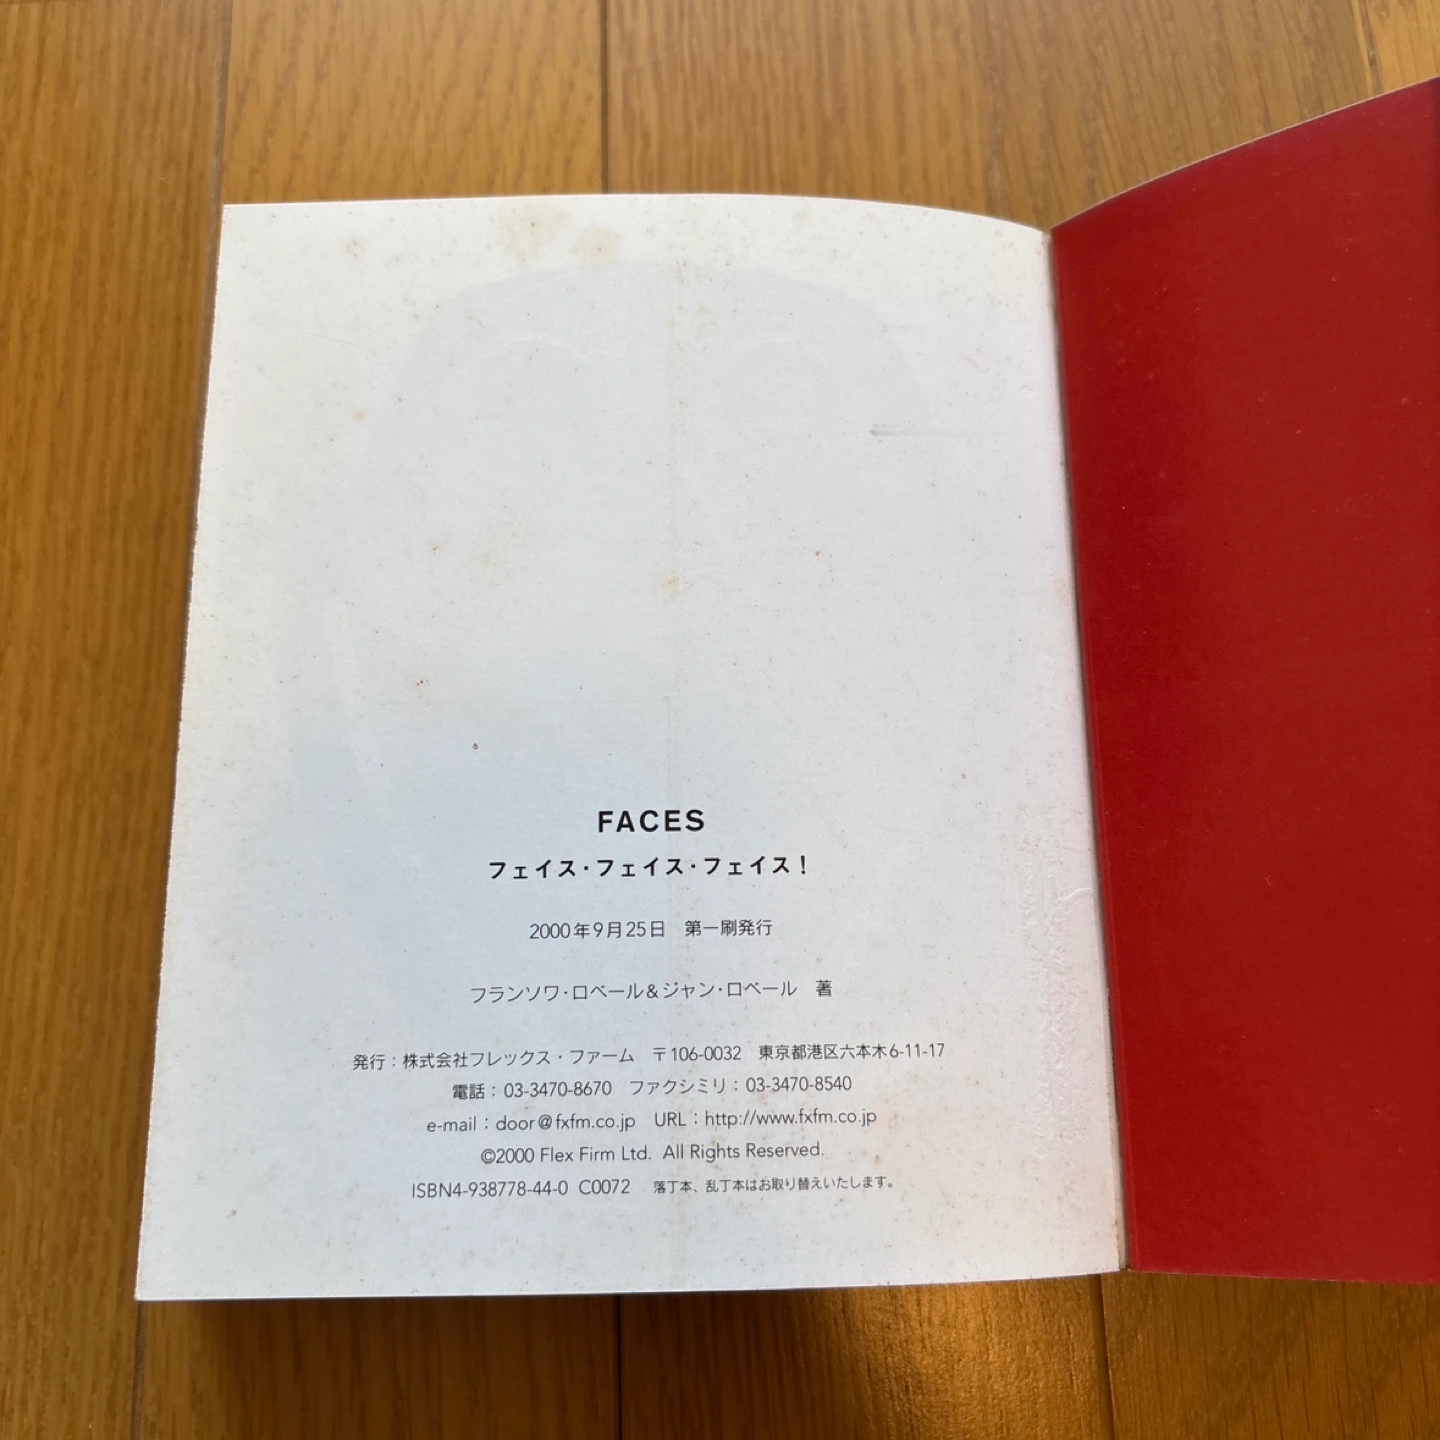 FACES
フェイス・フェイス・フェイス！
2000年9月25日　第一刷発行
フランソワ・ロベール＆ジャン・ロベール　著
発行：株式会社フレックス・ファーム　〒106-0032　東京都港区六本木6-11-17
電話：03-3470-8670　ファクシミリ：03-3470-8540
e-mail：door@fxfm.co.jp　URL：http://www.fxfm.co.jp
©2000 Flex Firm Ltd. All Rights Reserved.
ISBN4-938778-44-0 C0072　落丁本、乱丁本はお取り替えいたします。